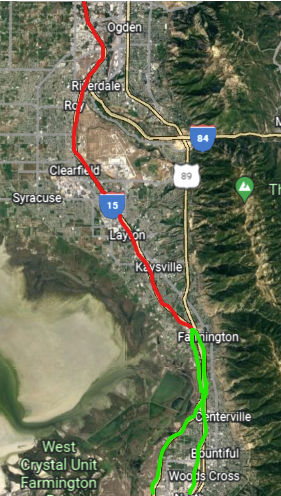 Ogden
Riverdale
Roy
84
89
Clearfield
Syracuse
15
Layton
Kaysville
Farmington
Centerville
Bountiful
West
Crystal Unit
Farmington
Woods Cross